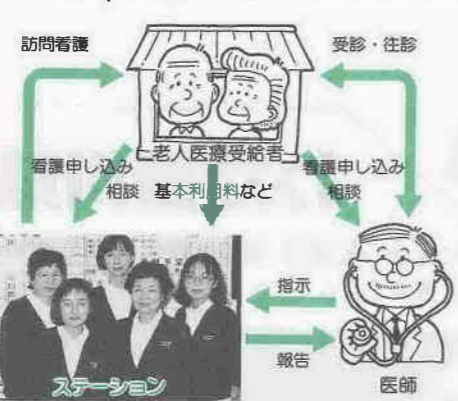 訪問看護
受診・往診
老人医療受給者
看護申し込み
相談
基本利用料など
看護申し込み
相談
指示
報告
ステーション
医師